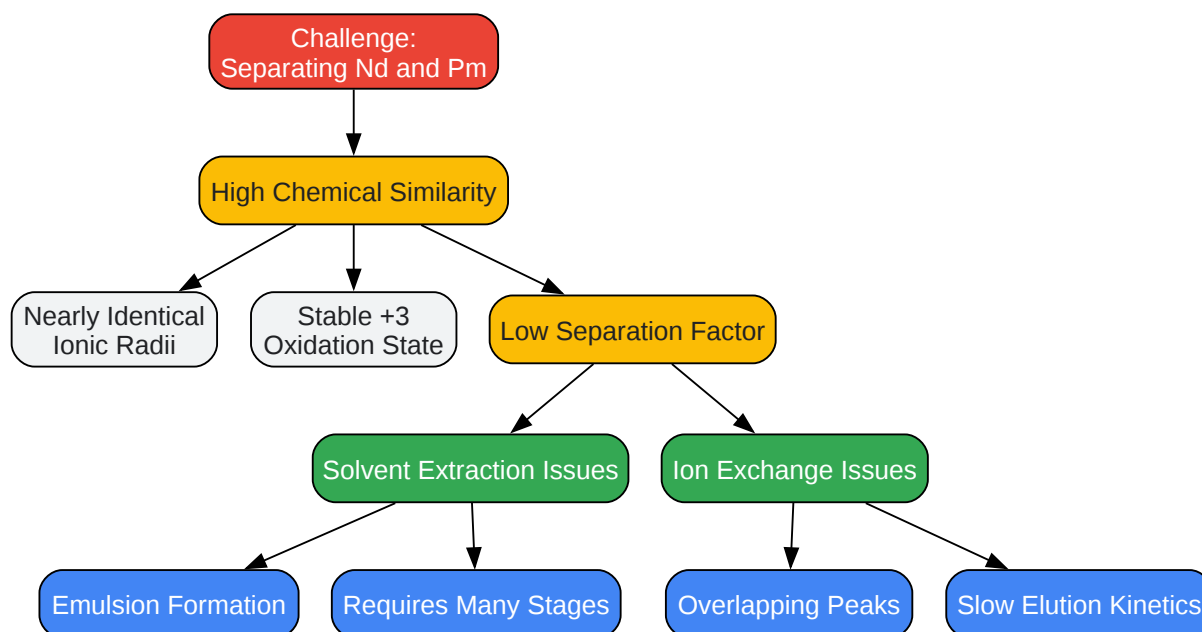 Challenge:
Separating Nd and Pm
High Chemical Similarity
Nearly Identical
Ionic Radii
Stable +3
Oxidation State
Low Separation Factor
Solvent Extraction Issues
Ion Exchange Issues
Emulsion Formation
Requires Many Stages
Overlapping Peaks
Slow Elution Kinetics